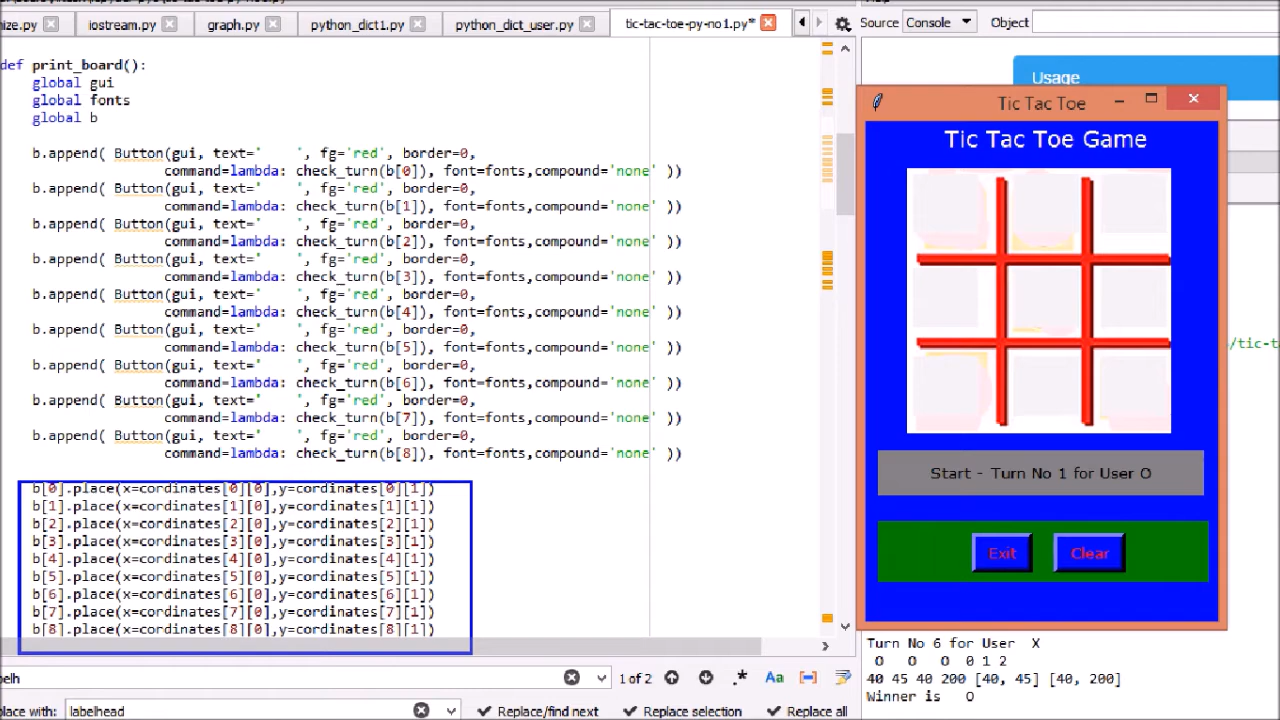 nize.py
iostream.py
graph.py
python_dict1.py
python_dict_user.py
tic-tac-toe-py-no1.py*
Source
Console
Object
Usage
def print_board():
global gui
global fonts
global b
b.append( Button(gui, text="    ", fg='red', border=0,
command=lambda: check_turn(b[0]), font=fonts,compound='none' ))
b.append( Button(gui, text="    ", fg='red', border=0,
command=lambda: check_turn(b[1]), font=fonts,compound='none' ))
b.append( Button(gui, text="    ", fg='red', border=0,
command=lambda: check_turn(b[2]), font=fonts,compound='none' ))
b.append( Button(gui, text="    ", fg='red', border=0,
command=lambda: check_turn(b[3]), font=fonts,compound='none' ))
b.append( Button(gui, text="    ", fg='red', border=0,
command=lambda: check_turn(b[4]), font=fonts,compound='none' ))
b.append( Button(gui, text="    ", fg='red', border=0,
command=lambda: check_turn(b[5]), font=fonts,compound='none' ))
b.append( Button(gui, text="    ", fg='red', border=0,
command=lambda: check_turn(b[6]), font=fonts,compound='none' ))
b.append( Button(gui, text="    ", fg='red', border=0,
command=lambda: check_turn(b[7]), font=fonts,compound='none' ))
b.append( Button(gui, text="    ", fg='red', border=0,
command=lambda: check_turn(b[8]), font=fonts,compound='none' ))
b[0].place(x=cordinates[0][0],y=cordinates[0][1])
b[1].place(x=cordinates[1][0],y=cordinates[1][1])
b[2].place(x=cordinates[2][0],y=cordinates[2][1])
b[3].place(x=cordinates[3][0],y=cordinates[3][1])
b[4].place(x=cordinates[4][0],y=cordinates[4][1])
b[5].place(x=cordinates[5][0],y=cordinates[5][1])
b[6].place(x=cordinates[6][0],y=cordinates[6][1])
b[7].place(x=cordinates[7][0],y=cordinates[7][1])
b[8].place(x=cordinates[8][0],y=cordinates[8][1])
Tic Tac Toe
Tic Tac Toe Game
Start - Turn No 1 for User O
Exit
Clear
/tic-t
Turn No 6 for User  X
O   O   O  0 1 2
40 45 40 200 [40, 45] [40, 200]
Winner is   O
belh
1 of 2
.*
Aa
place with:
labelhead
Replace/find next
Replace selection
Replace all